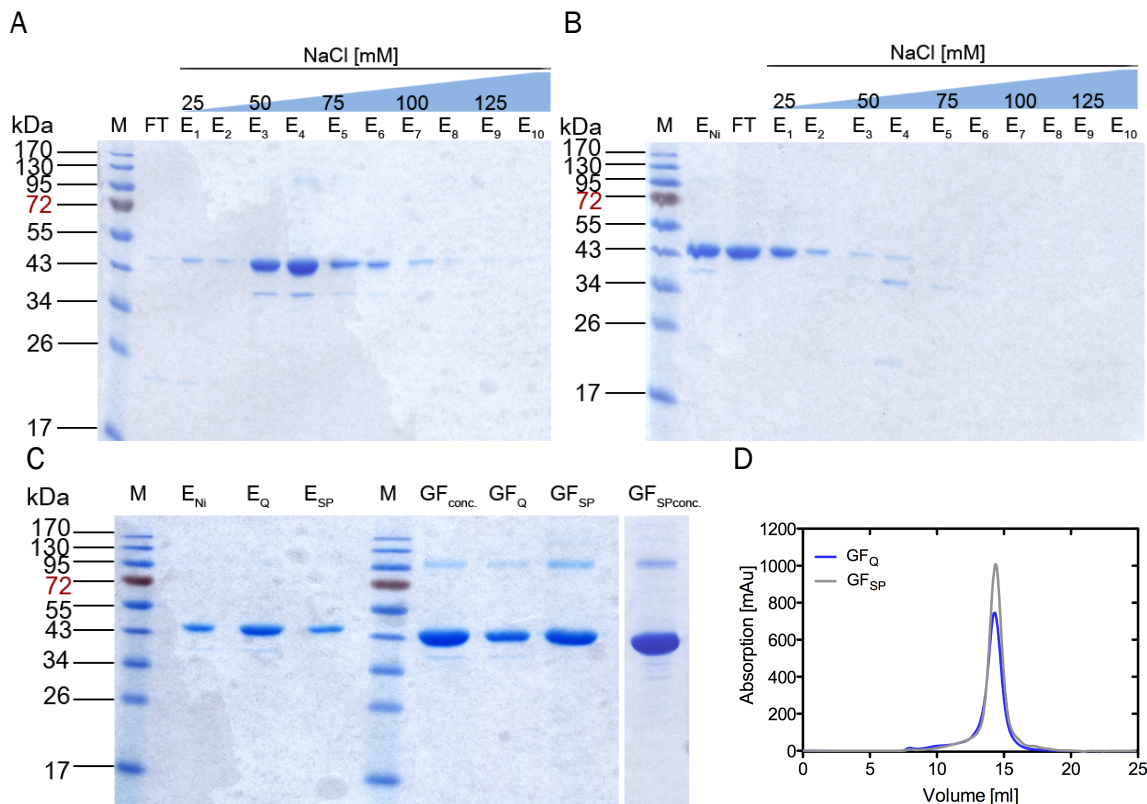 A
NaCl [mM]
25 50 75 100 125
kDa M FT E1 E2 E3 E4 E5 E6 E7 E8 E9 E10
170
130
95
72
55
43
34
26
17
B
NaCl [mM]
25 50 75 100 125
kDa M ENi FT E1 E2 E3 E4 E5 E6 E7 E8 E9 E10
170
130
95
72
55
43
34
26
17
C
kDa M ENi EQ ESP M GFconc. GFQ GFSP GFSPconc.
170
130
95
72
55
43
34
26
17
D
1200
1000
800
600
400
200
0
Absorption [mAu]
GFQ
GFSP
0 5 10 15 20 25
Volume [ml]